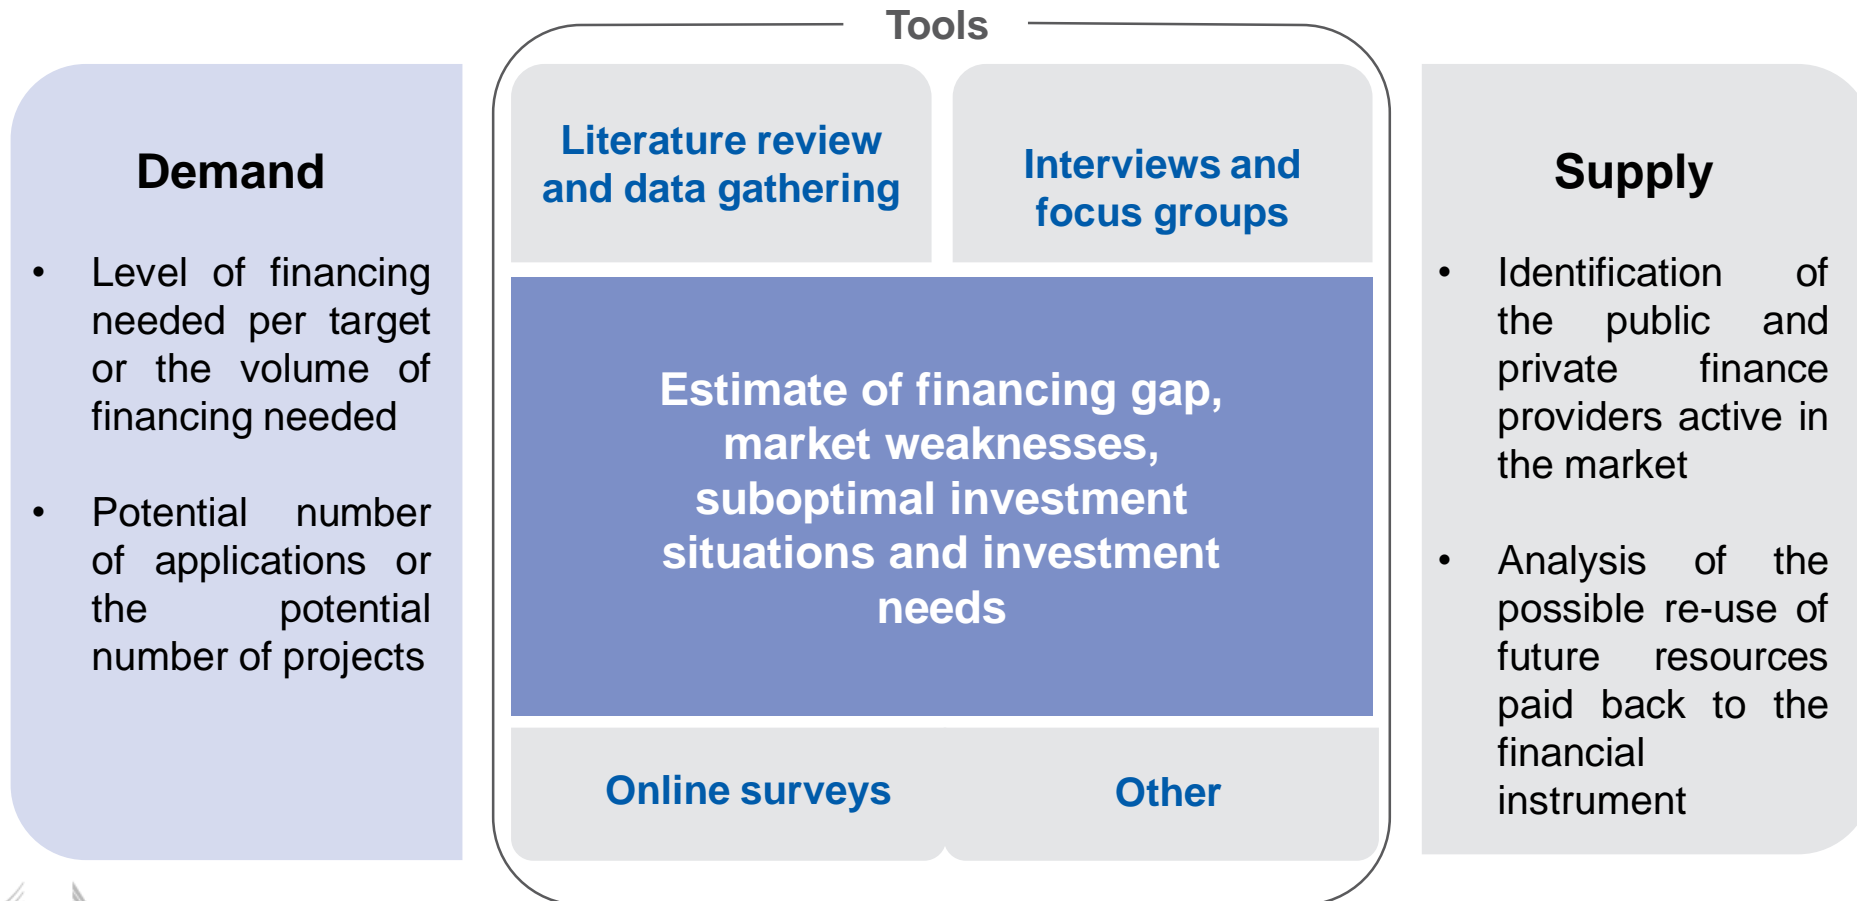 Tools
Demand
• Level of financing
needed per target
or the volume of
financing needed
• Potential number
of applications or
the potential
number of projects
Literature review
and data gathering
Interviews and
focus groups
Estimate of financing gap,
market weaknesses,
suboptimal investment
situations and investment
needs
Online surveys
Other
Supply
• Identification of
the public and
private finance
providers active in
the market
• Analysis of the
possible re-use of
future resources
paid back to the
financial
instrument